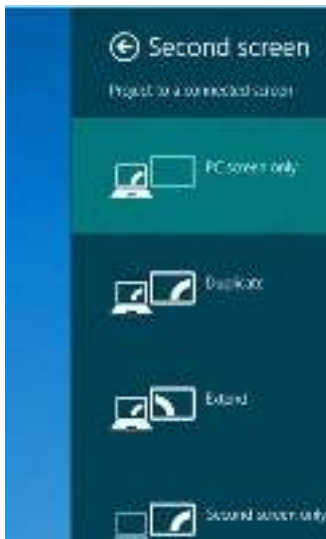 Second screen
Project to a connected screen
PC screen only
Duplicate
Extend
Second screen only